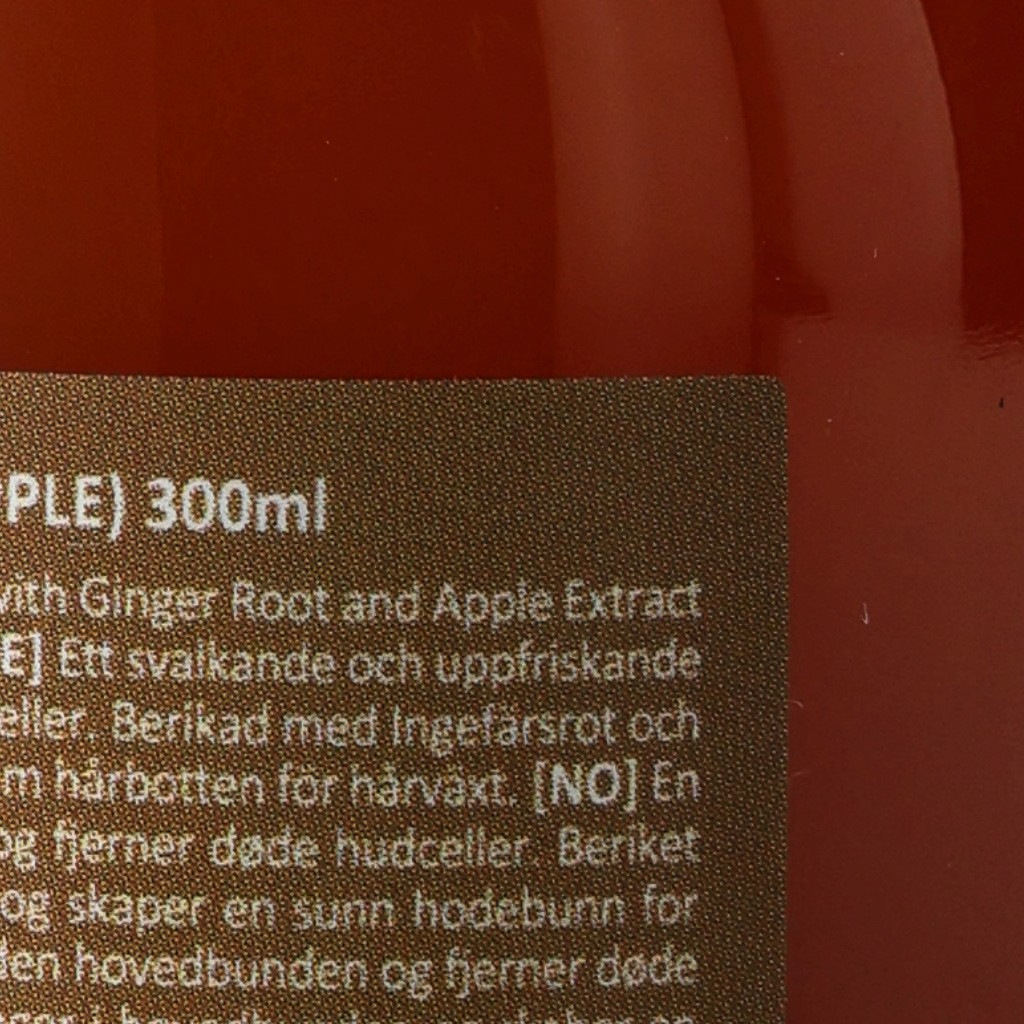 PLE) 300ml
with Ginger Root and Apple Extract
E] Ett svalkande och uppfriskande
eller. Berikad med Ingefärsrot och
m hårbotten för hårväxt. [NO] En
og fjerner døde hudceller. Beriket
og skaper en sunn hodebunn for
den hovedbunden og fjerner døde